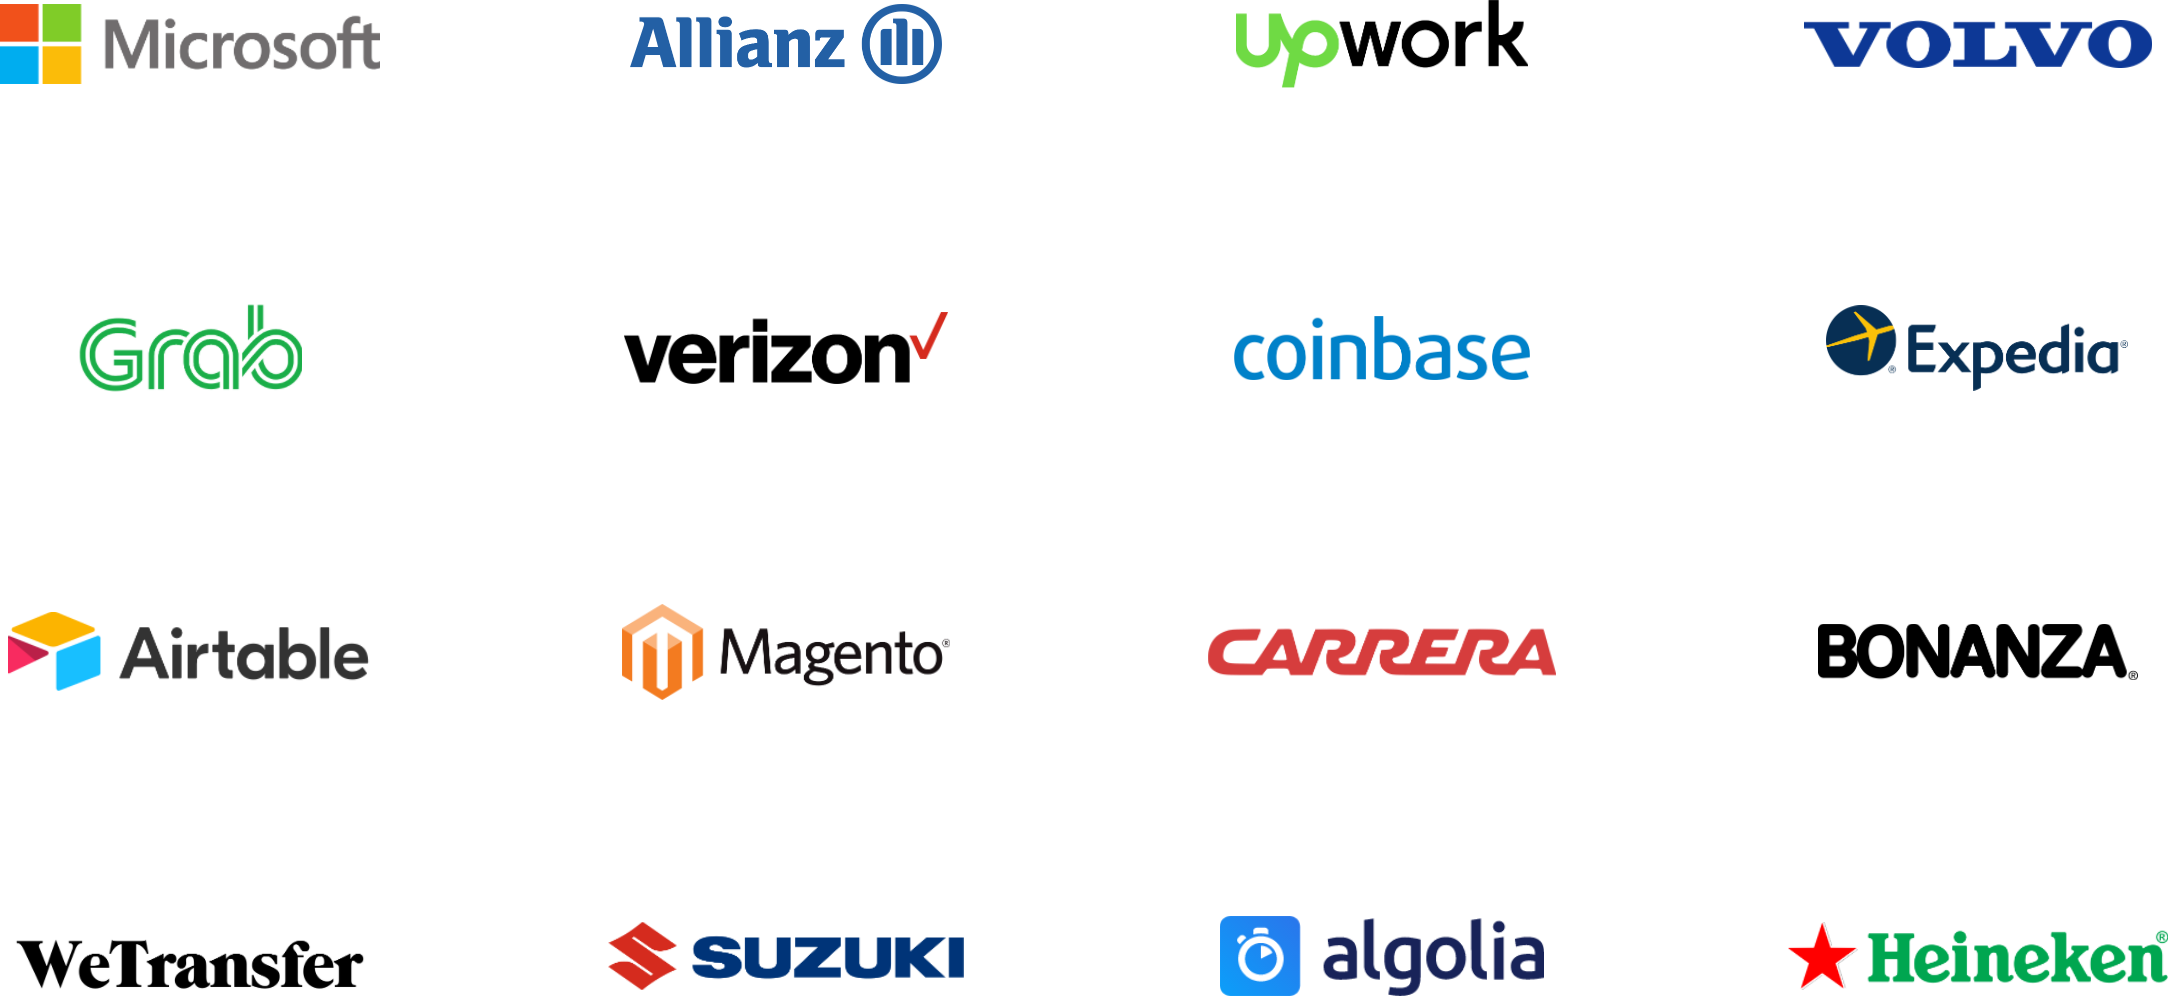 Microsoft Allianz upwork VOLVO
Grab verizon coinbase Expedia®
Airtable Magento® CARRERA BONANZA®
WeTransfer SUZUKI algolia Heineken®